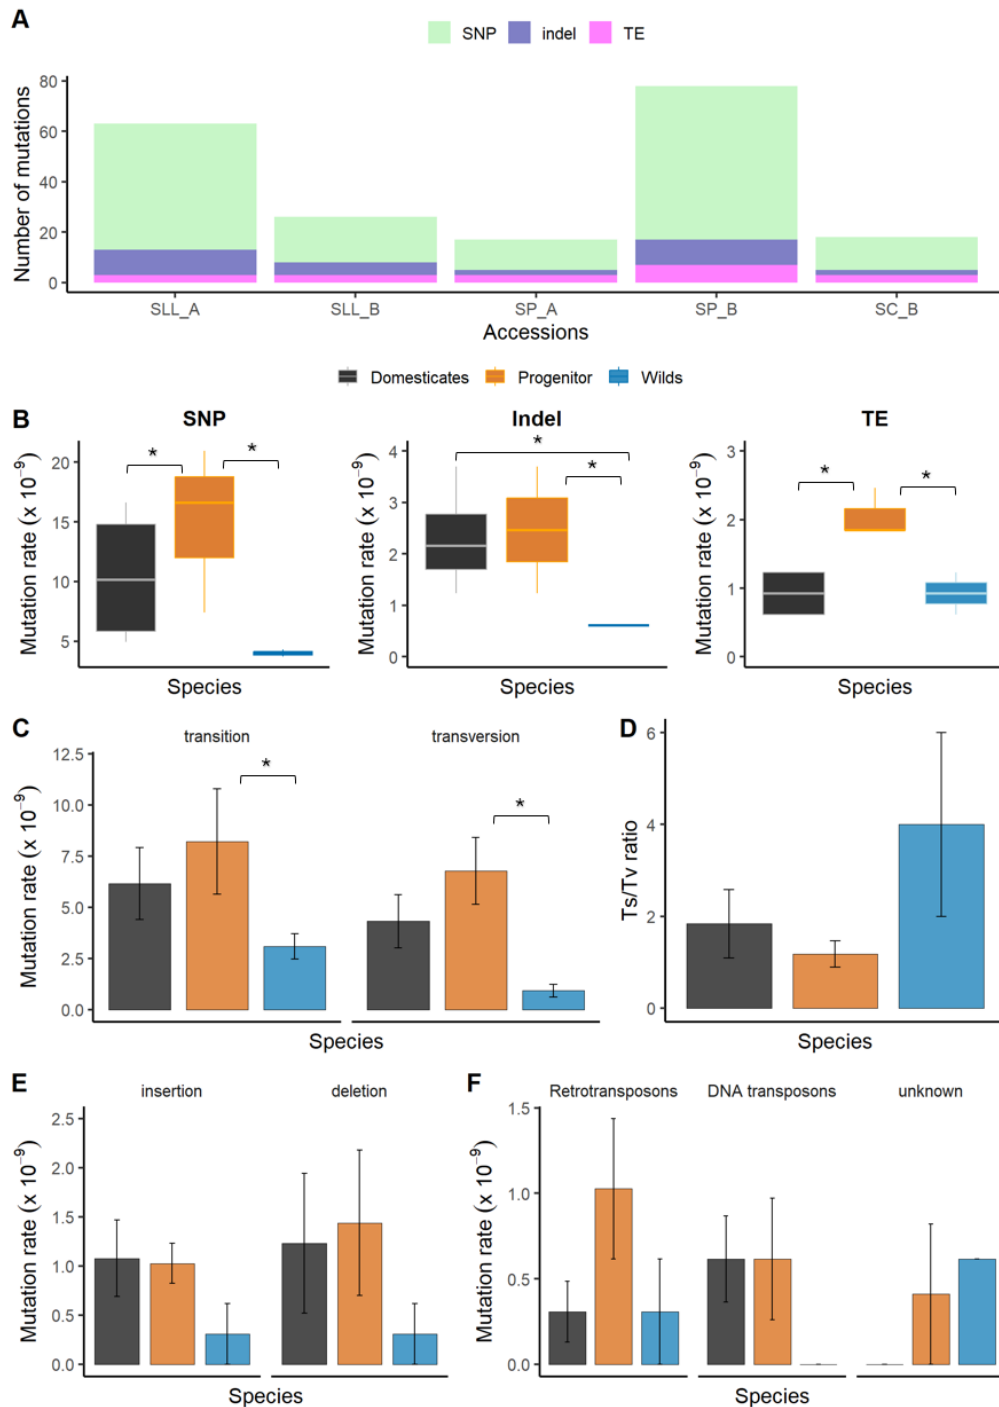 A
SNP indel TE
Number of mutations
80
60
40
20
0
SLL_A SLL_B SP_A SP_B SC_B
Accessions
Domesticates Progenitor Wilds
B
SNP
Mutation rate (x 10⁻⁹)
20
15
10
5
*
*
Species
Indel
Mutation rate (x 10⁻⁹)
4
3
2
1
0
*
*
Species
TE
Mutation rate (x 10⁻⁹)
3
2
1
0
*
*
Species
C
transition transversion
Mutation rate (x 10⁻⁹)
12.5
10.0
7.5
5.0
2.5
0.0
*
*
Species
D
Ts/Tv ratio
6
4
2
0
Species
E
insertion deletion
Mutation rate (x 10⁻⁹)
2.5
2.0
1.5
1.0
0.5
0.0
Species
F
Retrotransposons DNA transposons unknown
Mutation rate (x 10⁻⁹)
1.5
1.0
0.5
0.0
Species